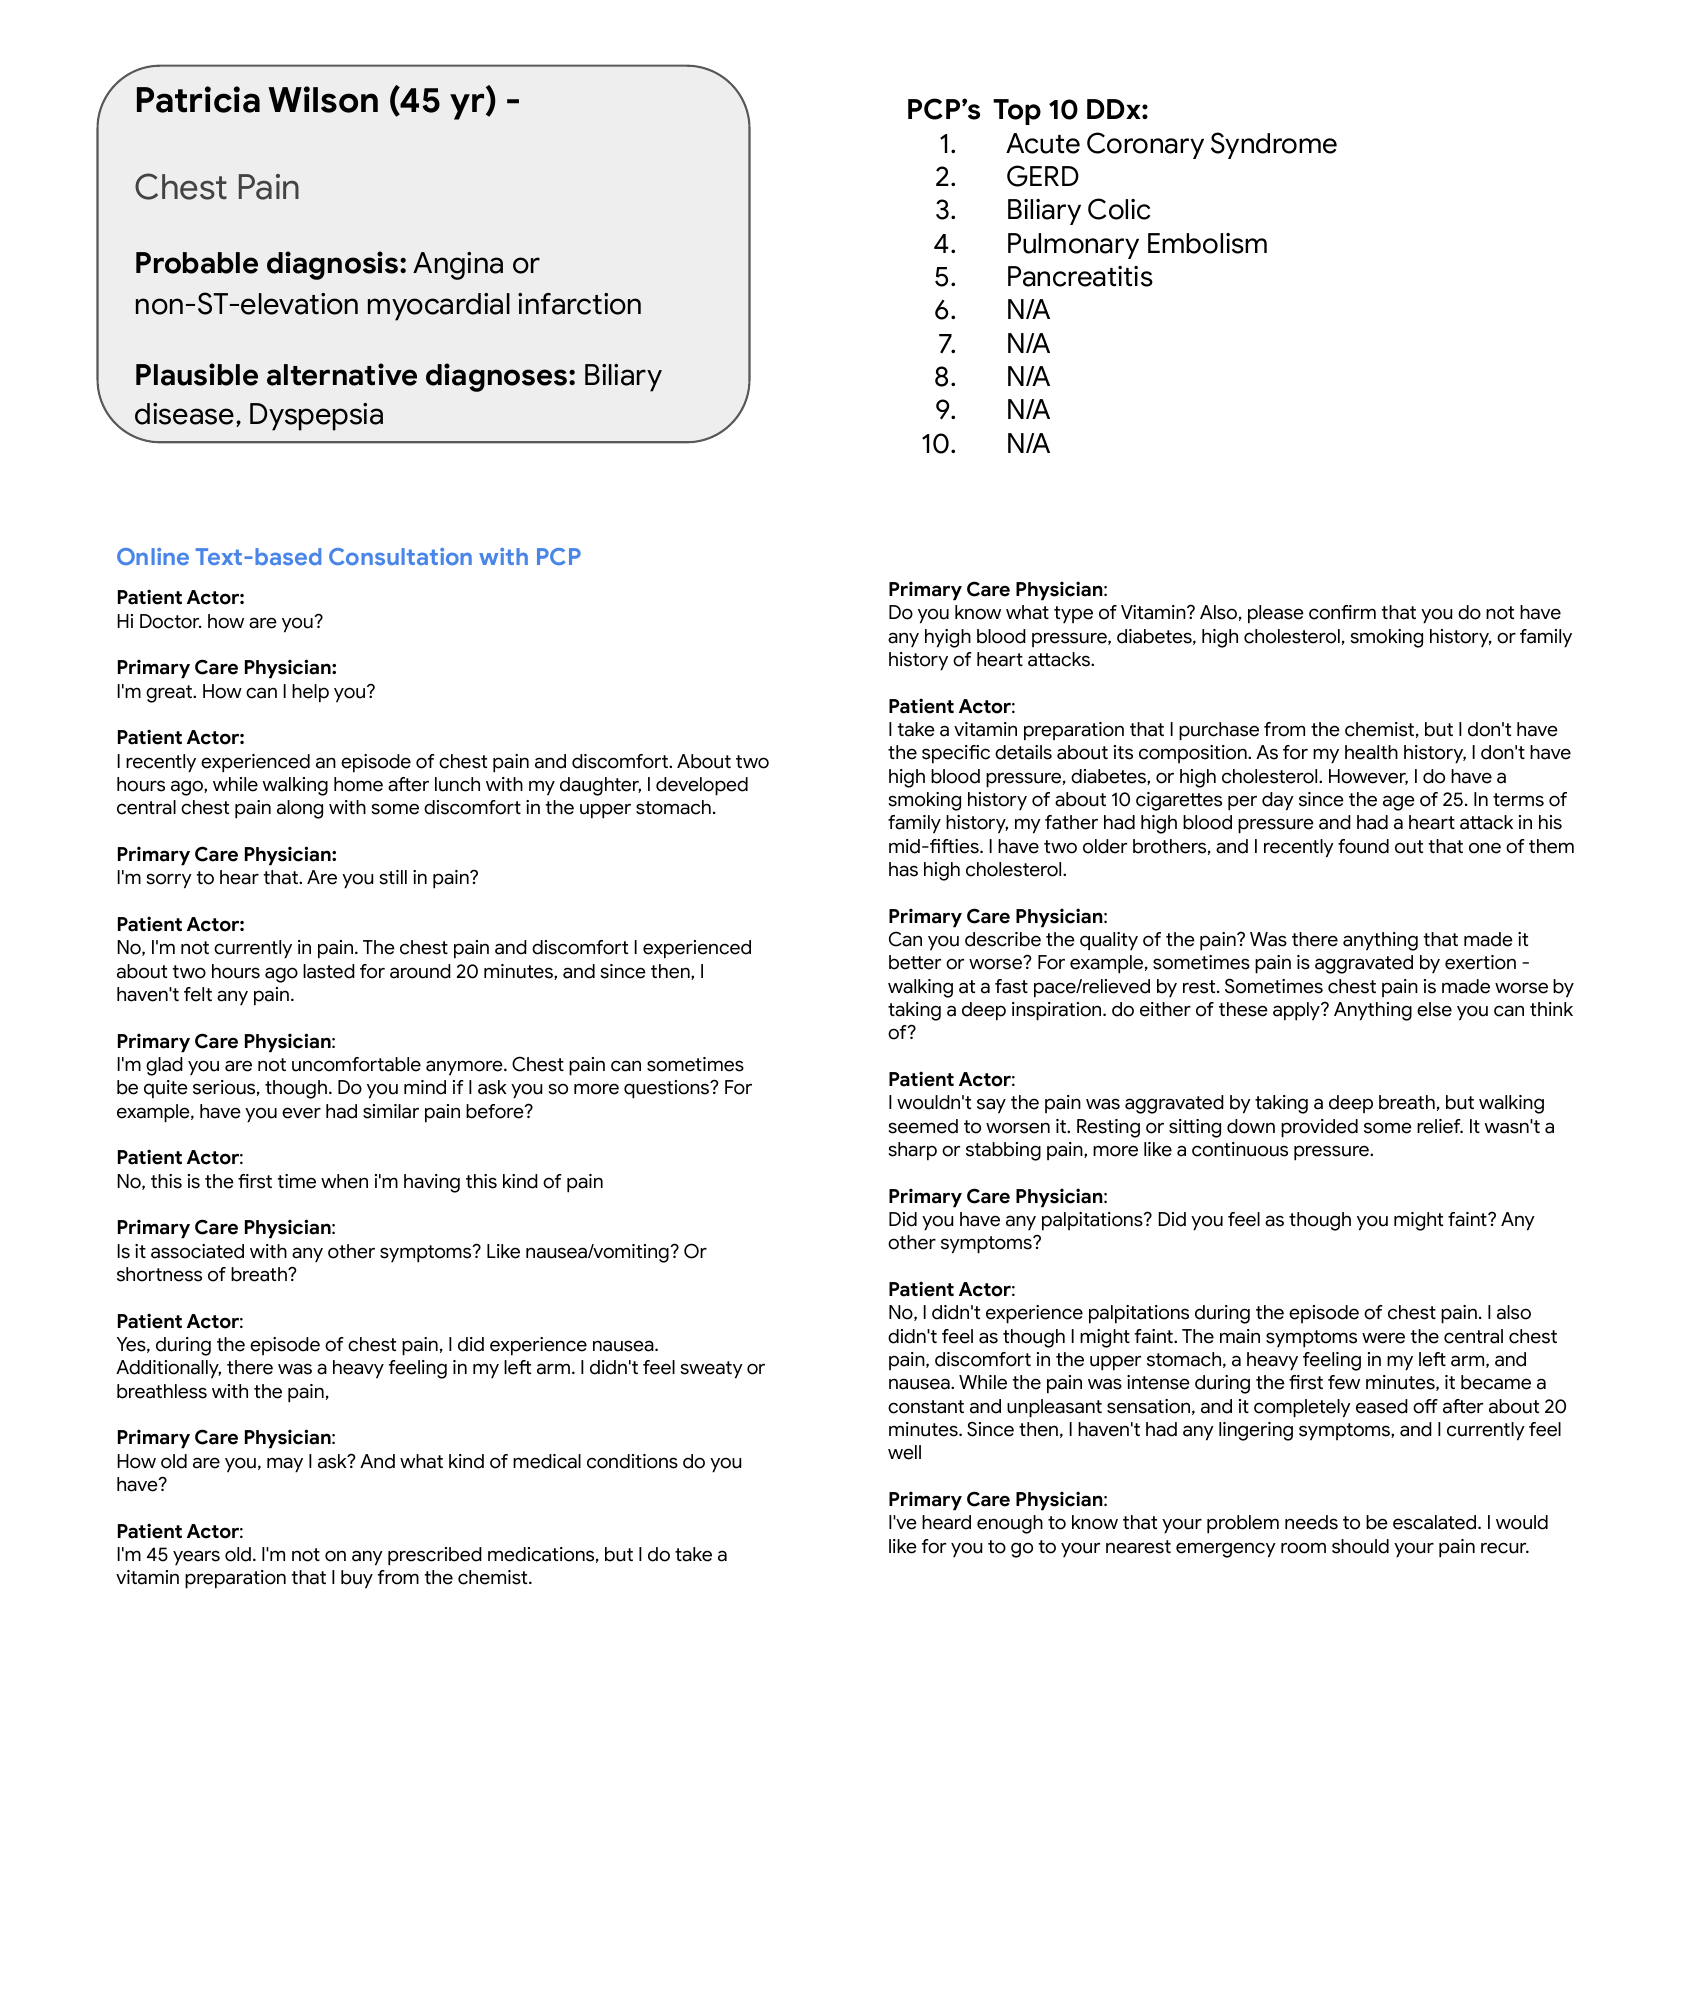 Patricia Wilson (45 yr) -
Chest Pain
Probable diagnosis: Angina or
non-ST-elevation myocardial infarction
Plausible alternative diagnoses: Biliary
disease, Dyspepsia
PCP's Top 10 DDx:
1. Acute Coronary Syndrome
2. GERD
3. Biliary Colic
4. Pulmonary Embolism
5. Pancreatitis
6. N/A
7. N/A
8. N/A
9. N/A
10. N/A
Online Text-based Consultation with PCP
Patient Actor:
Hi Doctor. how are you?
Primary Care Physician:
I'm great. How can I help you?
Patient Actor:
I recently experienced an episode of chest pain and discomfort. About two
hours ago, while walking home after lunch with my daughter, I developed
central chest pain along with some discomfort in the upper stomach.
Primary Care Physician:
I'm sorry to hear that. Are you still in pain?
Patient Actor:
No, I'm not currently in pain. The chest pain and discomfort I experienced
about two hours ago lasted for around 20 minutes, and since then, I
haven't felt any pain.
Primary Care Physician:
I'm glad you are not uncomfortable anymore. Chest pain can sometimes
be quite serious, though. Do you mind if I ask you so more questions? For
example, have you ever had similar pain before?
Patient Actor:
No, this is the first time when i'm having this kind of pain
Primary Care Physician:
Is it associated with any other symptoms? Like nausea/vomiting? Or
shortness of breath?
Patient Actor:
Yes, during the episode of chest pain, I did experience nausea.
Additionally, there was a heavy feeling in my left arm. I didn't feel sweaty or
breathless with the pain,
Primary Care Physician:
How old are you, may I ask? And what kind of medical conditions do you
have?
Patient Actor:
I'm 45 years old. I'm not on any prescribed medications, but I do take a
vitamin preparation that I buy from the chemist.
Primary Care Physician:
Do you know what type of Vitamin? Also, please confirm that you do not have
any hyigh blood pressure, diabetes, high cholesterol, smoking history, or family
history of heart attacks.
Patient Actor:
I take a vitamin preparation that I purchase from the chemist, but I don't have
the specific details about its composition. As for my health history, I don't have
high blood pressure, diabetes, or high cholesterol. However, I do have a
smoking history of about 10 cigarettes per day since the age of 25. In terms of
family history, my father had high blood pressure and had a heart attack in his
mid-fifties. I have two older brothers, and I recently found out that one of them
has high cholesterol.
Primary Care Physician:
Can you describe the quality of the pain? Was there anything that made it
better or worse? For example, sometimes pain is aggravated by exertion -
walking at a fast pace/relieved by rest. Sometimes chest pain is made worse by
taking a deep inspiration. do either of these apply? Anything else you can think
of?
Patient Actor:
I wouldn't say the pain was aggravated by taking a deep breath, but walking
seemed to worsen it. Resting or sitting down provided some relief. It wasn't a
sharp or stabbing pain, more like a continuous pressure.
Primary Care Physician:
Did you have any palpitations? Did you feel as though you might faint? Any
other symptoms?
Patient Actor:
No, I didn't experience palpitations during the episode of chest pain. I also
didn't feel as though I might faint. The main symptoms were the central chest
pain, discomfort in the upper stomach, a heavy feeling in my left arm, and
nausea. While the pain was intense during the first few minutes, it became a
constant and unpleasant sensation, and it completely eased off after about 20
minutes. Since then, I haven't had any lingering symptoms, and I currently feel
well
Primary Care Physician:
I've heard enough to know that your problem needs to be escalated. I would
like for you to go to your nearest emergency room should your pain recur.